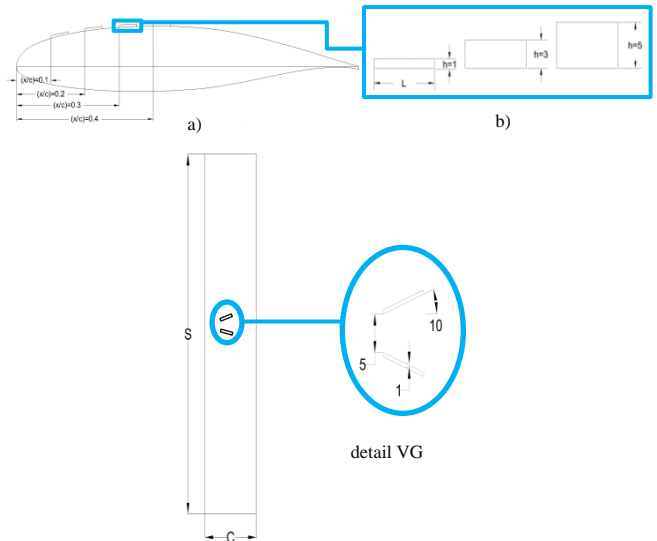 (x/c)=0.1
(x/c)=0.2
(x/c)=0.3
(x/c)=0.4
a)
h=1
L
h=3
h=5
b)
S
C
10
5
1
detail VG